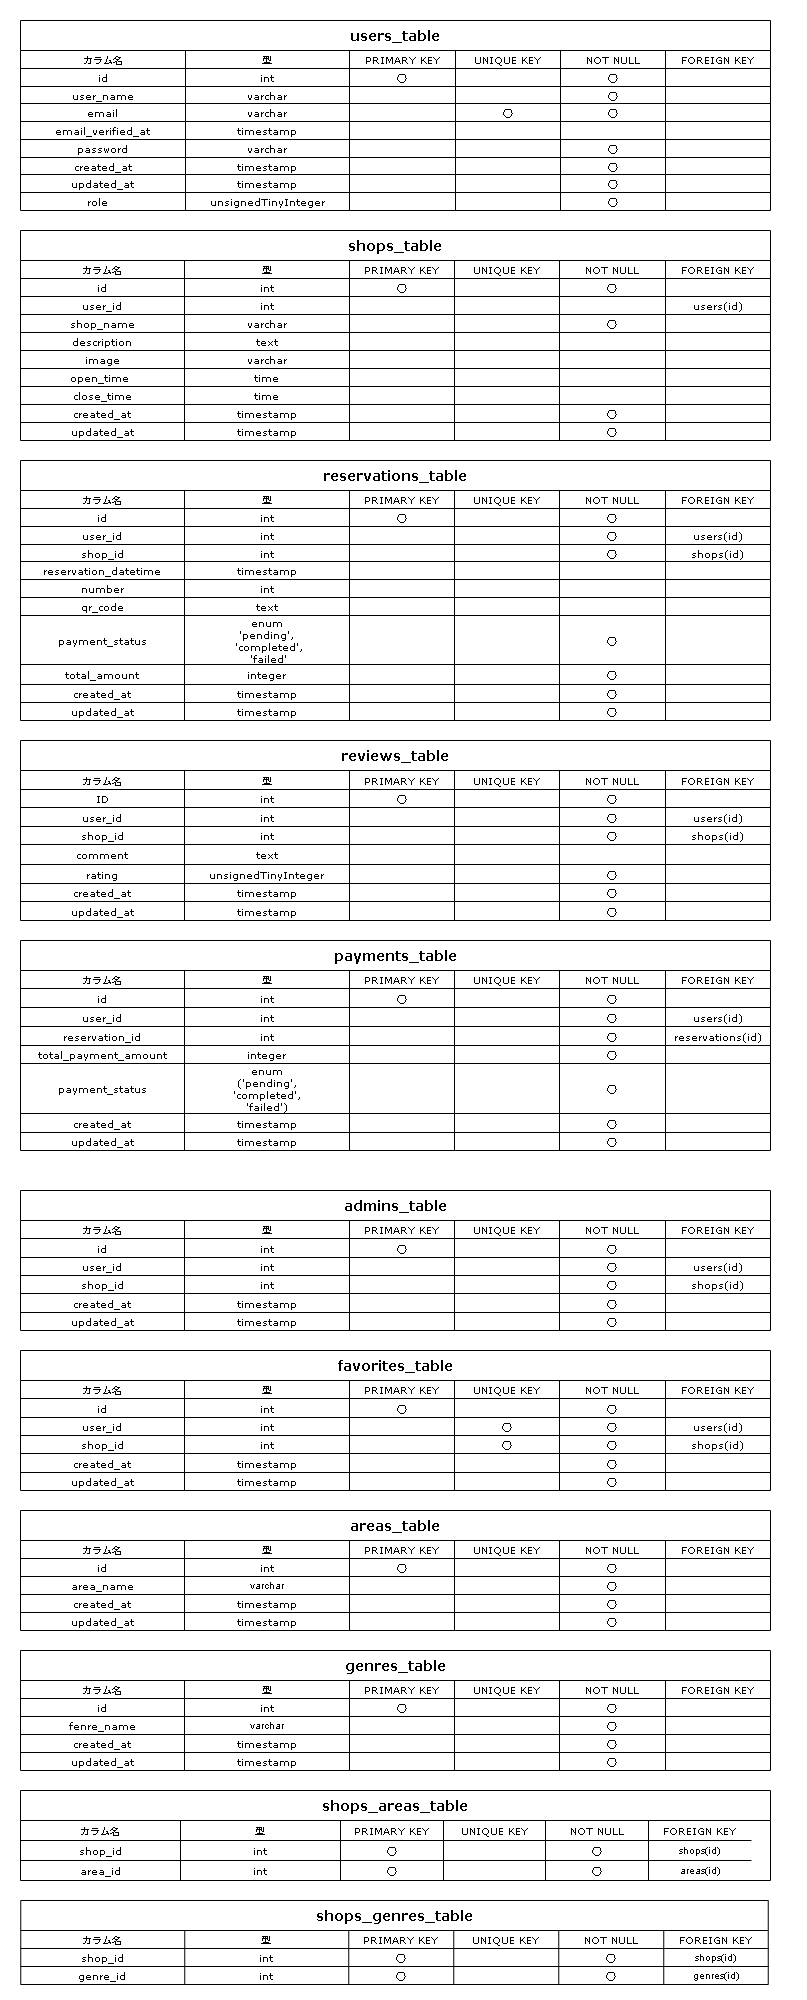 users_table
カラム名 型 PRIMARY KEY UNIQUE KEY NOT NULL FOREIGN KEY
id int ○ ○
user_name varchar ○
email varchar ○ ○
email_verified_at timestamp
password varchar ○
created_at timestamp ○
updated_at timestamp ○
role unsignedTinyInteger ○
shops_table
カラム名 型 PRIMARY KEY UNIQUE KEY NOT NULL FOREIGN KEY
id int ○ ○
user_id int users(id)
shop_name varchar ○
description text
image varchar
open_time time
close_time time
created_at timestamp ○
updated_at timestamp ○
reservations_table
カラム名 型 PRIMARY KEY UNIQUE KEY NOT NULL FOREIGN KEY
id int ○ ○
user_id int ○ users(id)
shop_id int ○ shops(id)
reservation_datetime timestamp
number int
qr_code text
payment_status enum
'pending',
'completed',
'failed' ○
total_amount integer ○
created_at timestamp ○
updated_at timestamp ○
reviews_table
カラム名 型 PRIMARY KEY UNIQUE KEY NOT NULL FOREIGN KEY
ID int ○ ○
user_id int ○ users(id)
shop_id int ○ shops(id)
comment text
rating unsignedTinyInteger ○
created_at timestamp ○
updated_at timestamp ○
payments_table
カラム名 型 PRIMARY KEY UNIQUE KEY NOT NULL FOREIGN KEY
id int ○ ○
user_id int ○ users(id)
reservation_id int ○ reservations(id)
total_payment_amount integer ○
payment_status enum
('pending',
'completed',
'failed') ○
created_at timestamp ○
updated_at timestamp ○
admins_table
カラム名 型 PRIMARY KEY UNIQUE KEY NOT NULL FOREIGN KEY
id int ○ ○
user_id int ○ users(id)
shop_id int ○ shops(id)
created_at timestamp ○
updated_at timestamp ○
favorites_table
カラム名 型 PRIMARY KEY UNIQUE KEY NOT NULL FOREIGN KEY
id int ○ ○
user_id int ○ ○ users(id)
shop_id int ○ ○ shops(id)
created_at timestamp ○
updated_at timestamp ○
areas_table
カラム名 型 PRIMARY KEY UNIQUE KEY NOT NULL FOREIGN KEY
id int ○ ○
area_name varchar ○
created_at timestamp ○
updated_at timestamp ○
genres_table
カラム名 型 PRIMARY KEY UNIQUE KEY NOT NULL FOREIGN KEY
id int ○ ○
fenre_name varchar ○
created_at timestamp ○
updated_at timestamp ○
shops_areas_table
カラム名 型 PRIMARY KEY UNIQUE KEY NOT NULL FOREIGN KEY
shop_id int ○ ○ shops(id)
area_id int ○ ○ areas(id)
shops_genres_table
カラム名 型 PRIMARY KEY UNIQUE KEY NOT NULL FOREIGN KEY
shop_id int ○ ○ shops(id)
genre_id int ○ ○ genres(id)